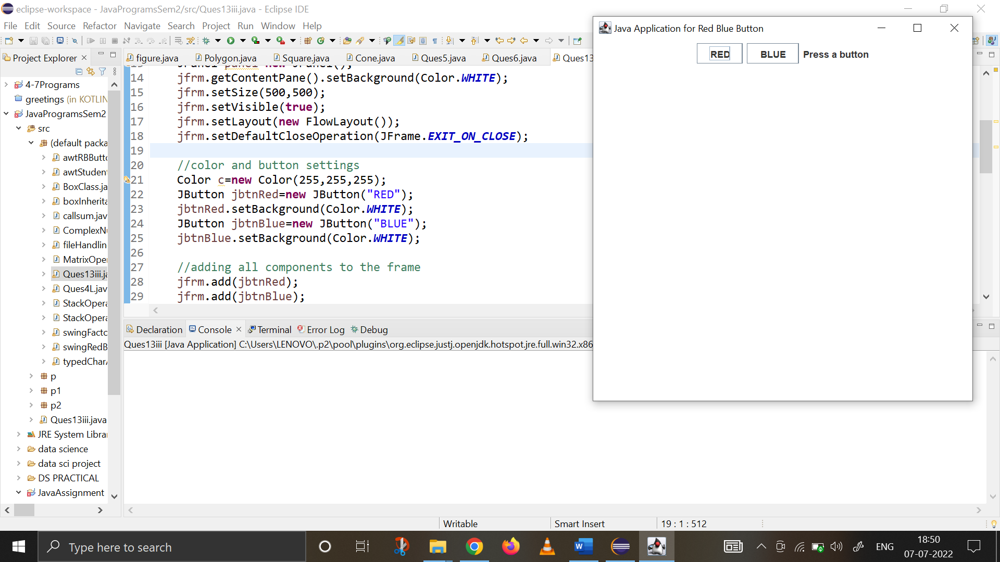 eclipse-workspace - JavaProgramsSem2/src/Ques13iii.java - Eclipse IDE
File Edit Source Refactor Navigate Search Project Run Window Help
Project Explorer
4-7Programs
greetings (in KOTLIN
JavaProgramsSem2
src
(default packa
awtRBButto
awtStudent
BoxClass.ja
boxInherita
callsum.jav
ComplexNu
fileHandlin
MatrixOper
Ques13iii.ja
Ques4L.jav
StackOpera
StackOpera
swingFacto
swingRedB
typedCharA
p
p1
p2
Ques13iii.java
JRE System Librar
data science
data sci project
DS PRACTICAL
JavaAssignment
figure.java Polygon.java Square.java Cone.java Ques5.java Ques6.java Ques13
14 jfrm.getContentPane().setBackground(Color.WHITE);
15 jfrm.setSize(500,500);
16 jfrm.setVisible(true);
17 jfrm.setLayout(new FlowLayout());
18 jfrm.setDefaultCloseOperation(JFrame.EXIT_ON_CLOSE);
19
20 //color and button settings
21 Color c=new Color(255,255,255);
22 JButton jbtnRed=new JButton("RED");
23 jbtnRed.setBackground(Color.WHITE);
24 JButton jbtnBlue=new JButton("BLUE");
25 jbtnBlue.setBackground(Color.WHITE);
26
27 //adding all components to the frame
28 jfrm.add(jbtnRed);
29 jfrm.add(jbtnBlue);
Declaration Console Terminal Error Log Debug
Ques13iii [Java Application] C:\Users\LENOVO\.p2\pool\plugins\org.eclipse.justj.openjdk.hotspot.jre.full.win32.x86
Java Application for Red Blue Button
RED BLUE Press a button
Writable Smart Insert 19 : 1 : 512
Type here to search
ENG
18:50
07-07-2022